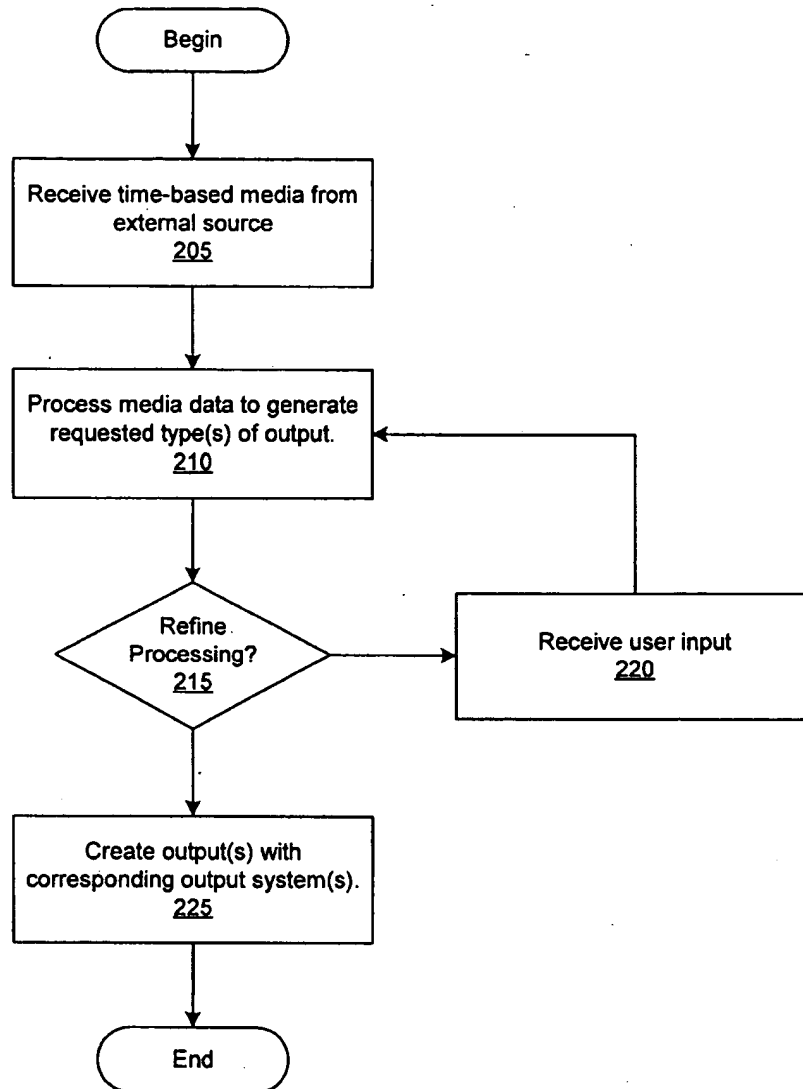 Begin
Receive time-based media from
external source
205
Process media data to generate
requested type(s) of output.
210
Refine
Processing?
215
Receive user input
220
Create output(s) with
corresponding output system(s).
225
End